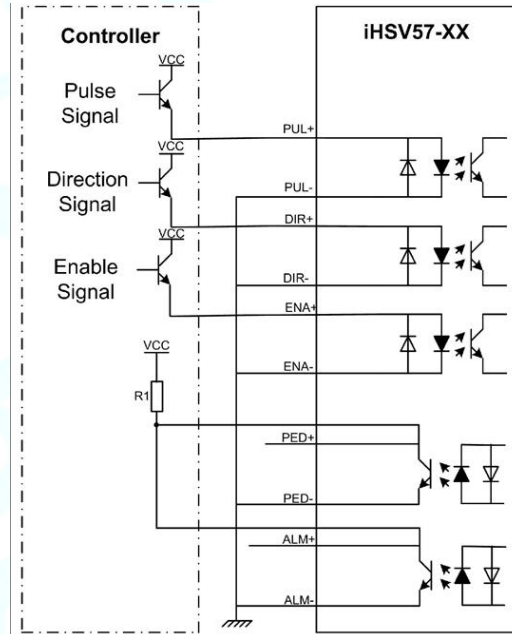 Controller
iHSV57-XX
VCC
Pulse
Signal
PUL+
VCC
Direction
Signal
PUL-
DIR+
VCC
Enable
Signal
DIR-
ENA+
VCC
ENA-
R1
PED+
PED-
ALM+
ALM-